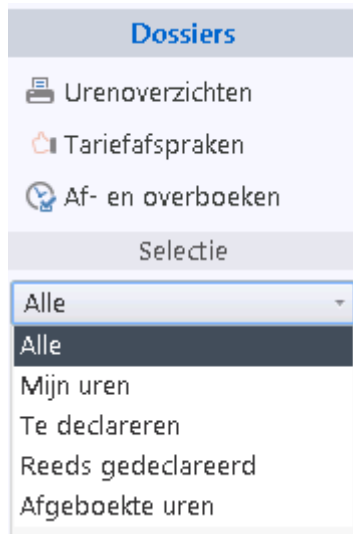 Dossiers
Urenoverzichten
Tariefafspraken
Af- en overboeken
Selectie
Alle
Alle
Mijn uren
Te declareren
Reeds gedeclareerd
Afgeboekte uren